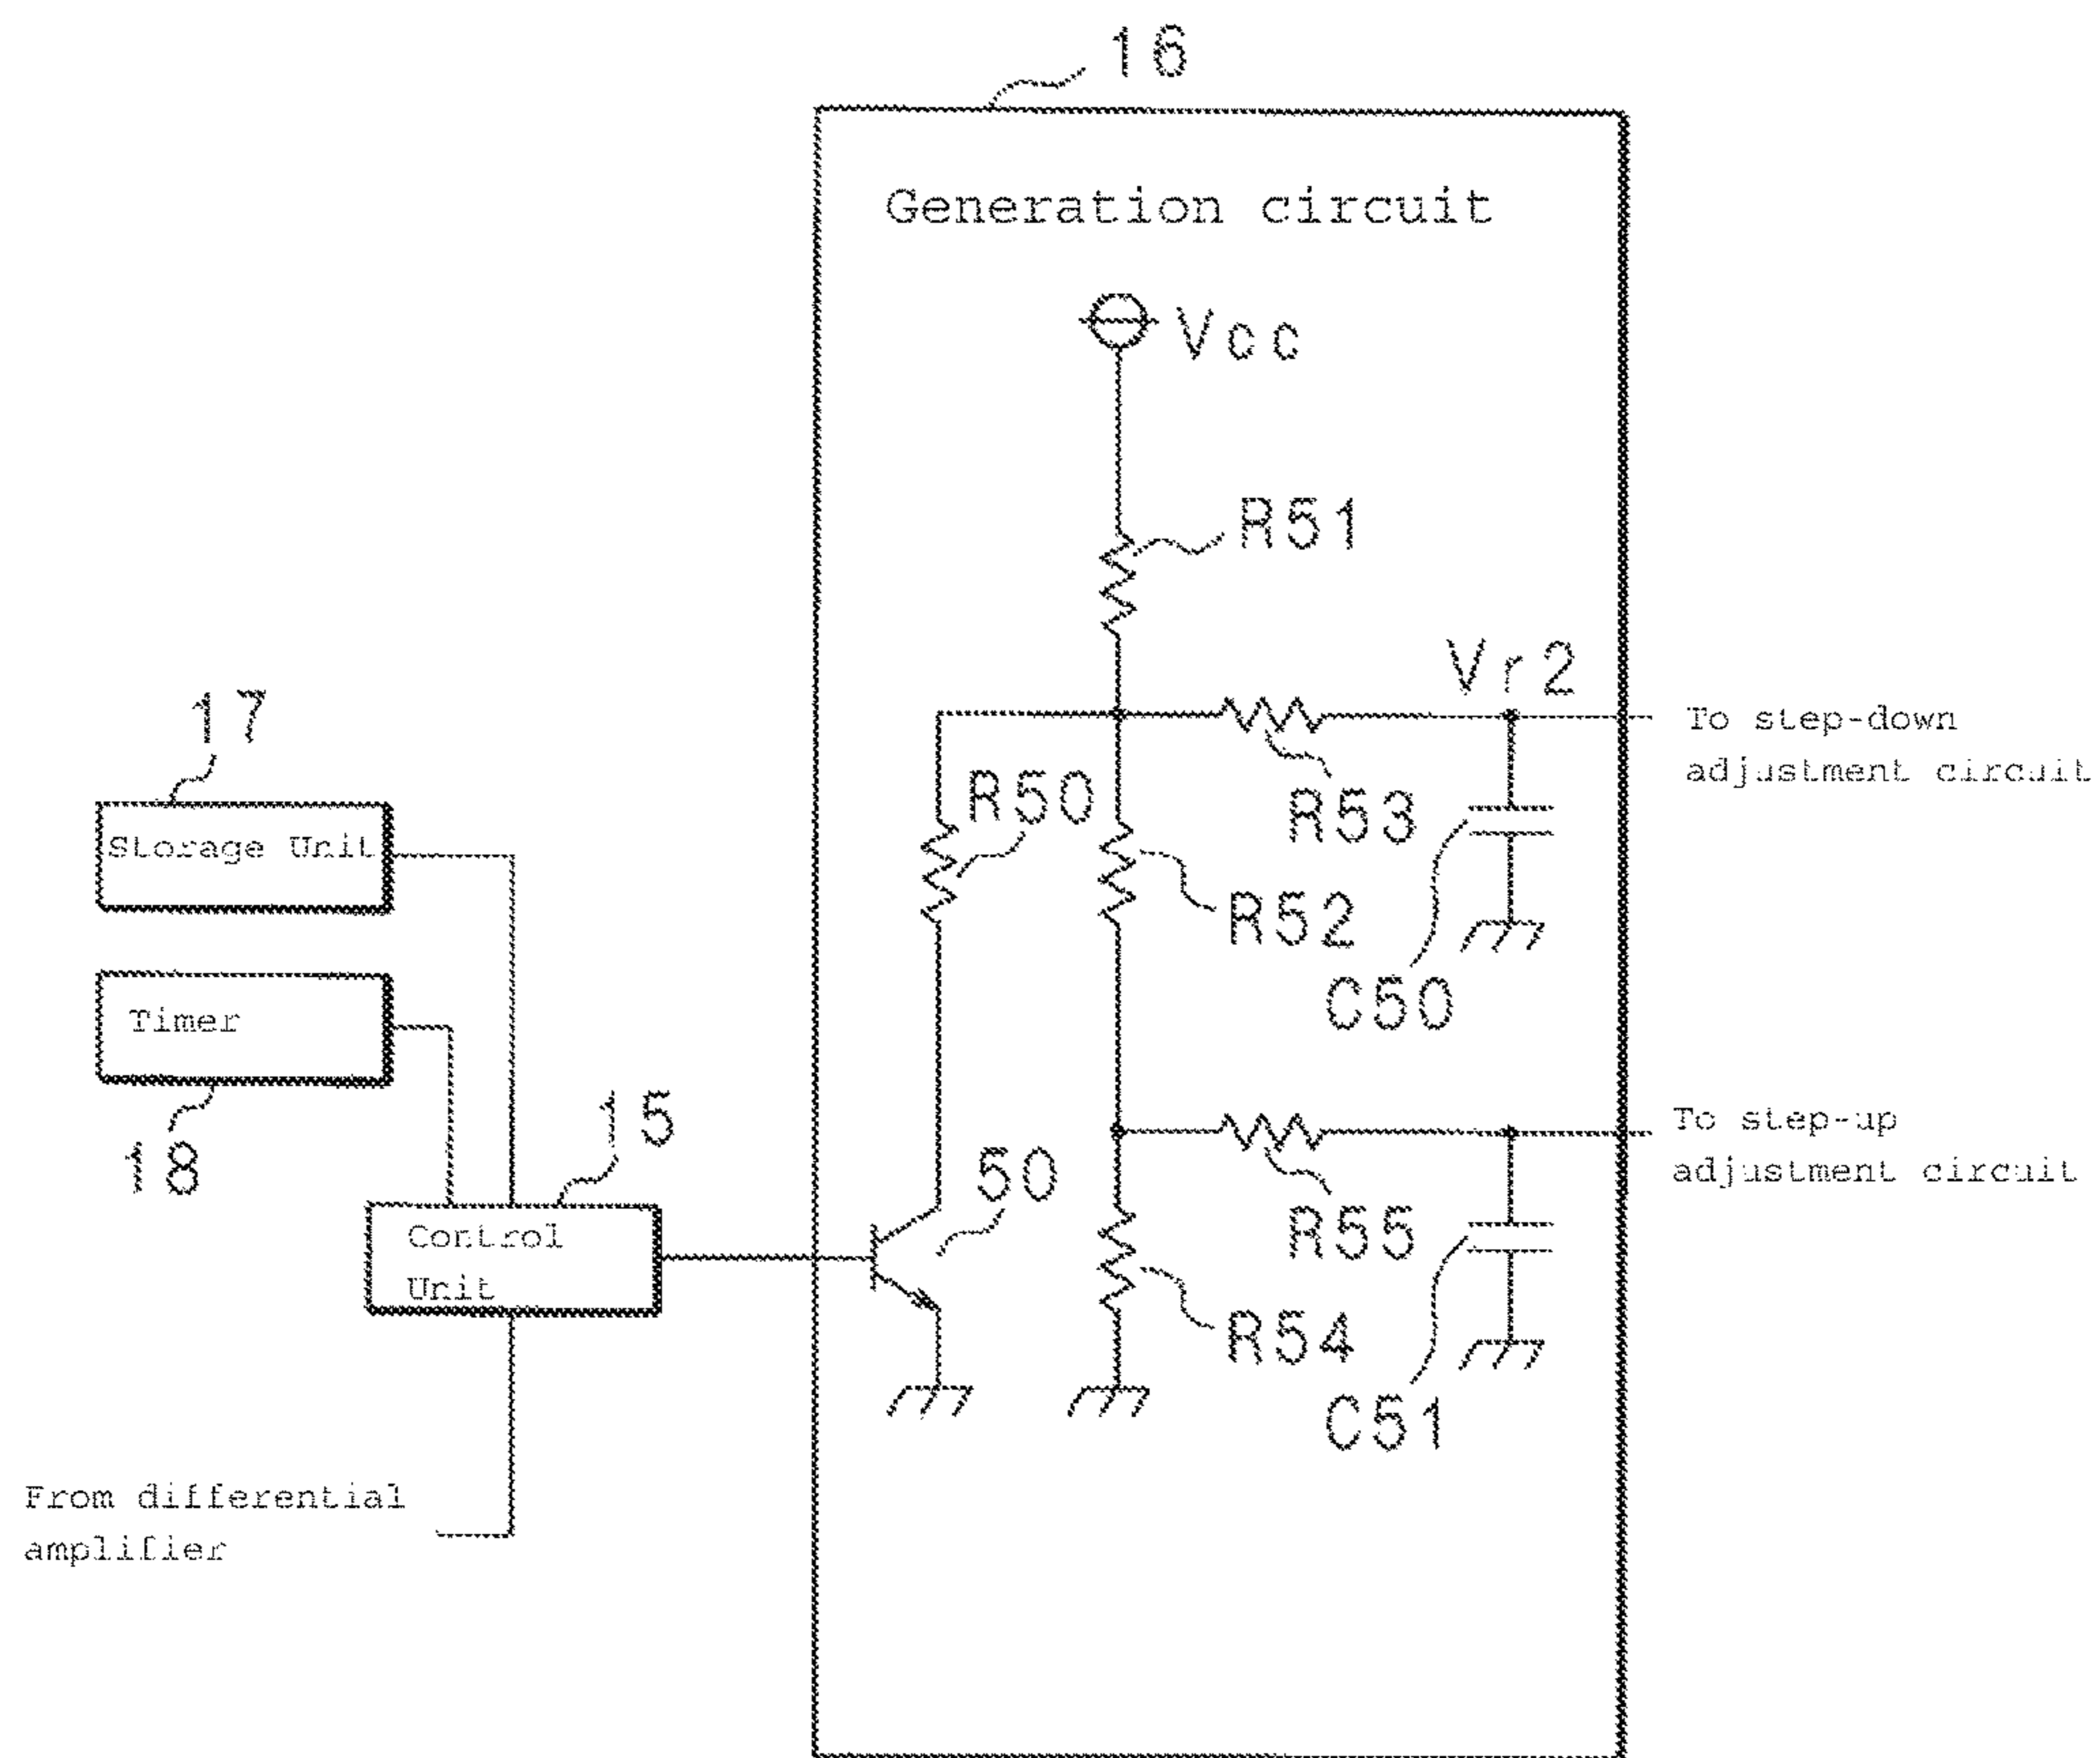 16
Generation circuit
Vcc
R51
Vr2
To step-down
adjustment circuit
17
R50
R53
Storage Unit
R52
C50
Timer
18
15
50
To step-up
adjustment circuit
Control
Unit
R55
R54
C51
From differential
amplifier